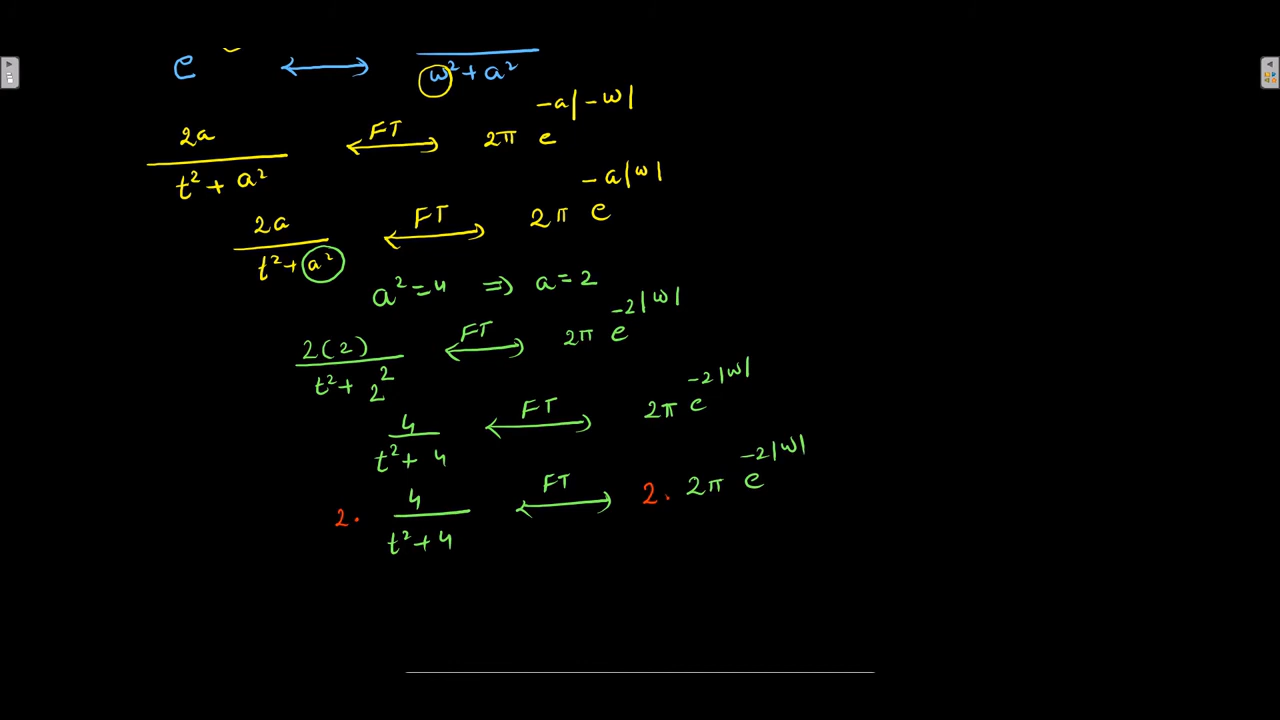 e ⟷ / (ω² + a²)
2a / (t² + a²) ⟷FT 2π e^(-a|-ω|)
2a / (t² + a²) ⟷FT 2π e^(-a|ω|)
a² = 4 ⇒ a = 2
2(2) / (t² + 2²) ⟷FT 2π e^(-2|ω|)
4 / (t² + 4) ⟷FT 2π e^(-2|ω|)
2. 4 / (t² + 4) ⟷FT 2. 2π e^(-2|ω|)